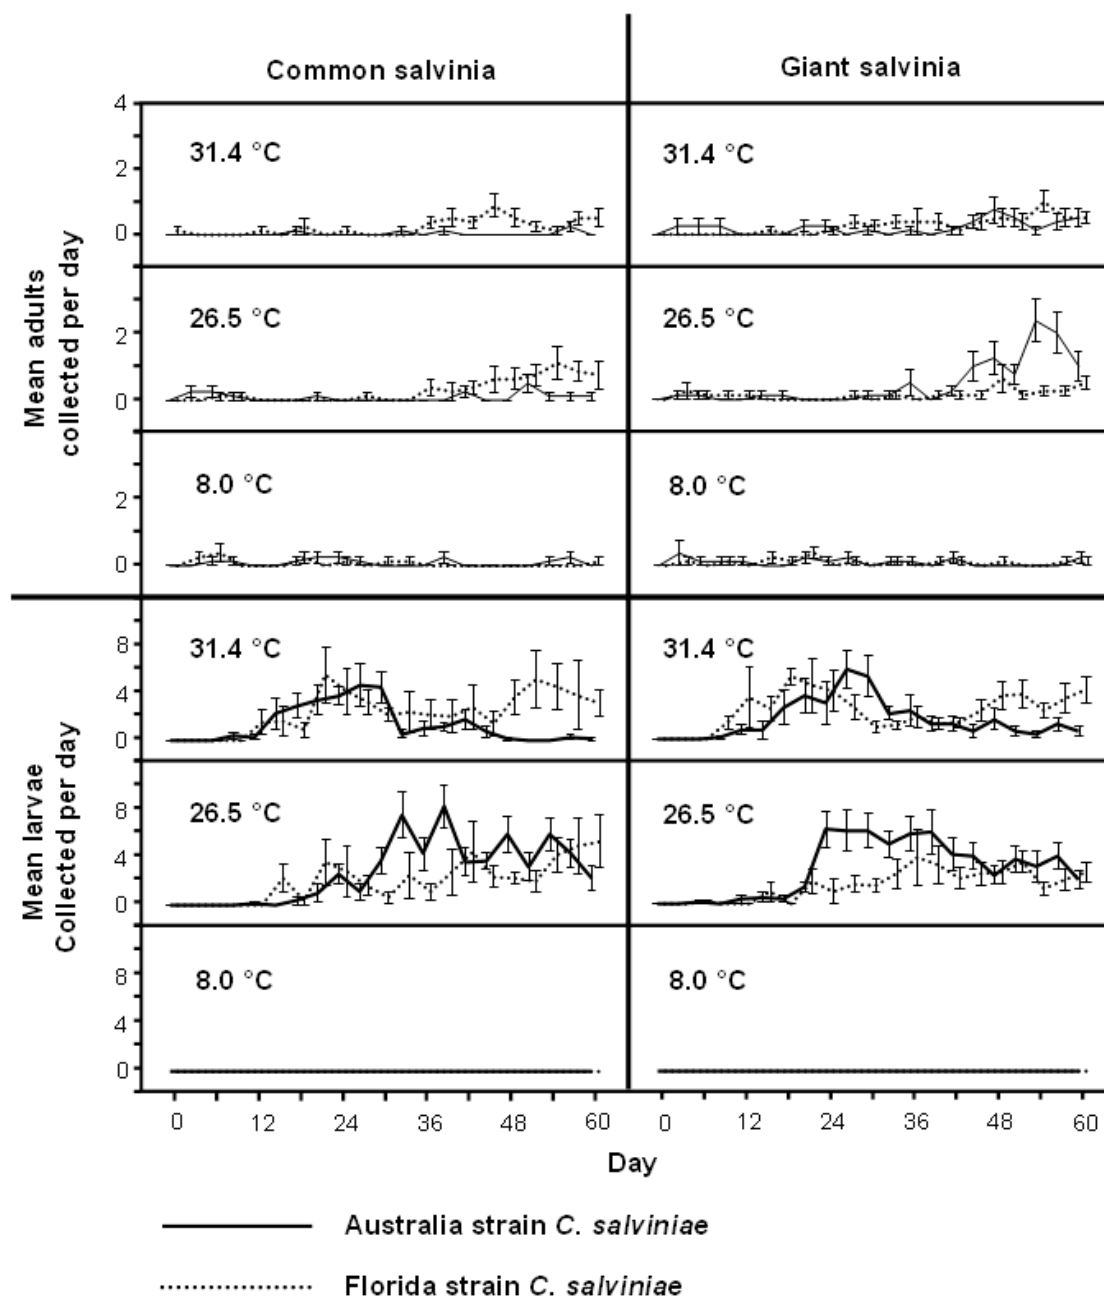 Common salvinia
Giant salvinia
Mean adults
collected per day
4
2
0
31.4 °C
31.4 °C
2
0
26.5 °C
26.5 °C
2
0
8.0 °C
8.0 °C
Mean larvae
Collected per day
8
4
0
31.4 °C
31.4 °C
8
4
0
26.5 °C
26.5 °C
8
4
0
8.0 °C
8.0 °C
0 12 24 36 48 60 0 12 24 36 48 60
Day
Australia strain C. salviniae
Florida strain C. salviniae